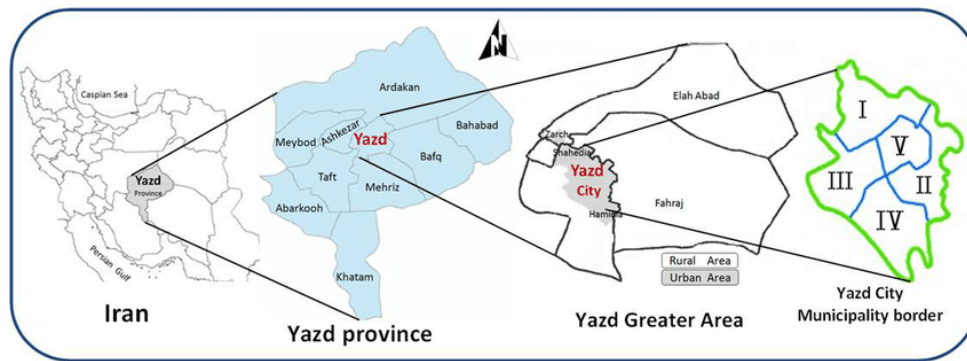 Caspian Sea
Yazd
Province
Persian Gulf
Iran
N
Ardakan
Meybod
Ashkezar
Yazd
Bahabad
Bafq
Taft
Mehriz
Abarkooh
Khatam
Yazd province
Elah Abad
Zarch
Shahedia
Yazd
City
Hamidia
Fahraj
Rural Area
Urban Area
Yazd Greater Area
I
V
III
II
IV
Yazd City
Municipality border